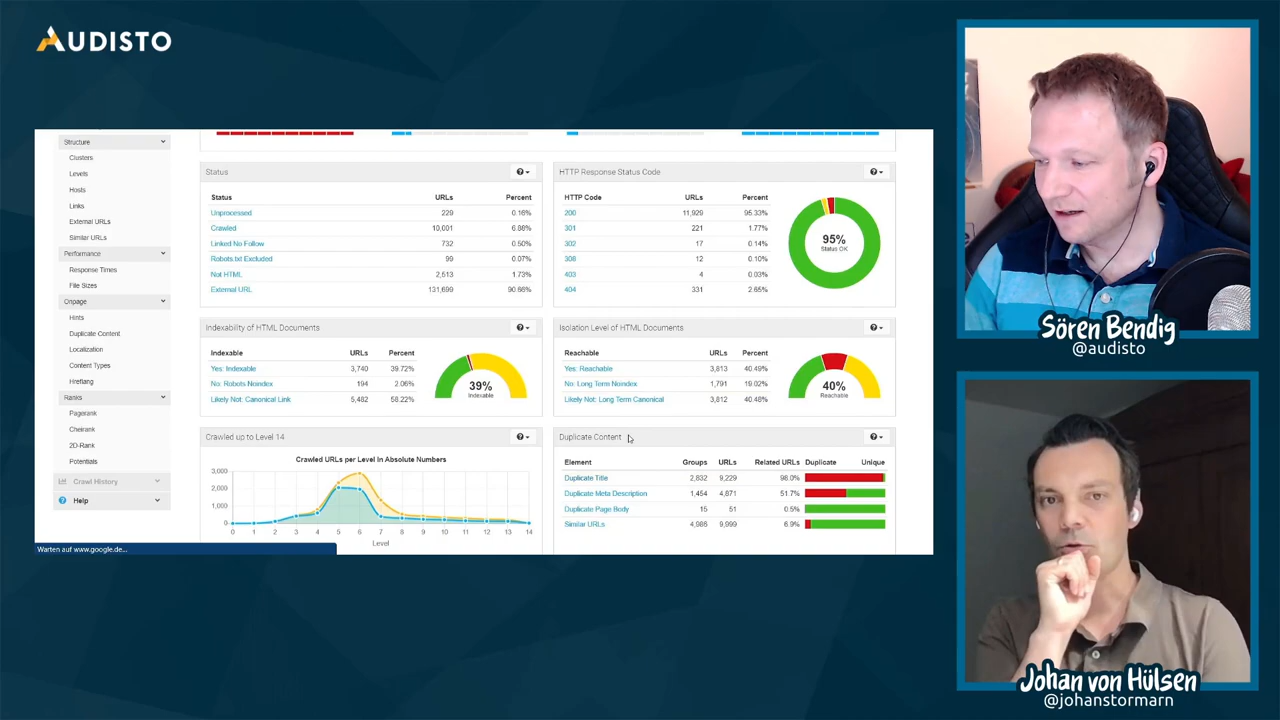 AUDISTO
Structure
Clusters
Levels
Hosts
Links
External URLs
Similar URLs
Performance
Response Times
File Sizes
Onpage
Hints
Duplicate Content
Localization
Content Types
Hreflang
Ranks
Pagerank
Cheirank
2D-Rank
Potentials
Crawl History
Help
Status
Status URLs Percent
Unprocessed 229 0.16%
Crawled 10,001 6.88%
Linked No Follow 732 0.50%
Robots.txt Excluded 99 0.07%
Not HTML 2,513 1.73%
External URL 131,699 90.66%
HTTP Response Status Code
HTTP Code URLs Percent
200 11,929 95.33%
301 221 1.77%
302 17 0.14%
308 12 0.10%
403 4 0.03%
404 331 2.65%
95%
Status OK
Indexability of HTML Documents
Indexable URLs Percent
Yes: Indexable 3,740 39.72%
No: Robots Noindex 194 2.06%
Likely Not: Canonical Link 5,482 58.22%
39%
Indexable
Isolation Level of HTML Documents
Reachable URLs Percent
Yes: Reachable 3,813 40.49%
No: Long Term Noindex 1,791 19.02%
Likely Not: Long Term Canonical 3,812 40.48%
40%
Reachable
Crawled up to Level 14
Crawled URLs per Level In Absolute Numbers
3,000
2,000
1,000
0
0 1 2 3 4 5 6 7 8 9 10 11 12 13 14
Level
Duplicate Content
Element Groups URLs Related URLs Duplicate Unique
Duplicate Title 2,832 9,229 98.0%
Duplicate Meta Description 1,454 4,871 51.7%
Duplicate Page Body 15 51 0.5%
Similar URLs 4,986 9,999 6.9%
Warten auf www.google.de...
Sören Bendig
@audisto
Johan von Hülsen
@johanstormarn